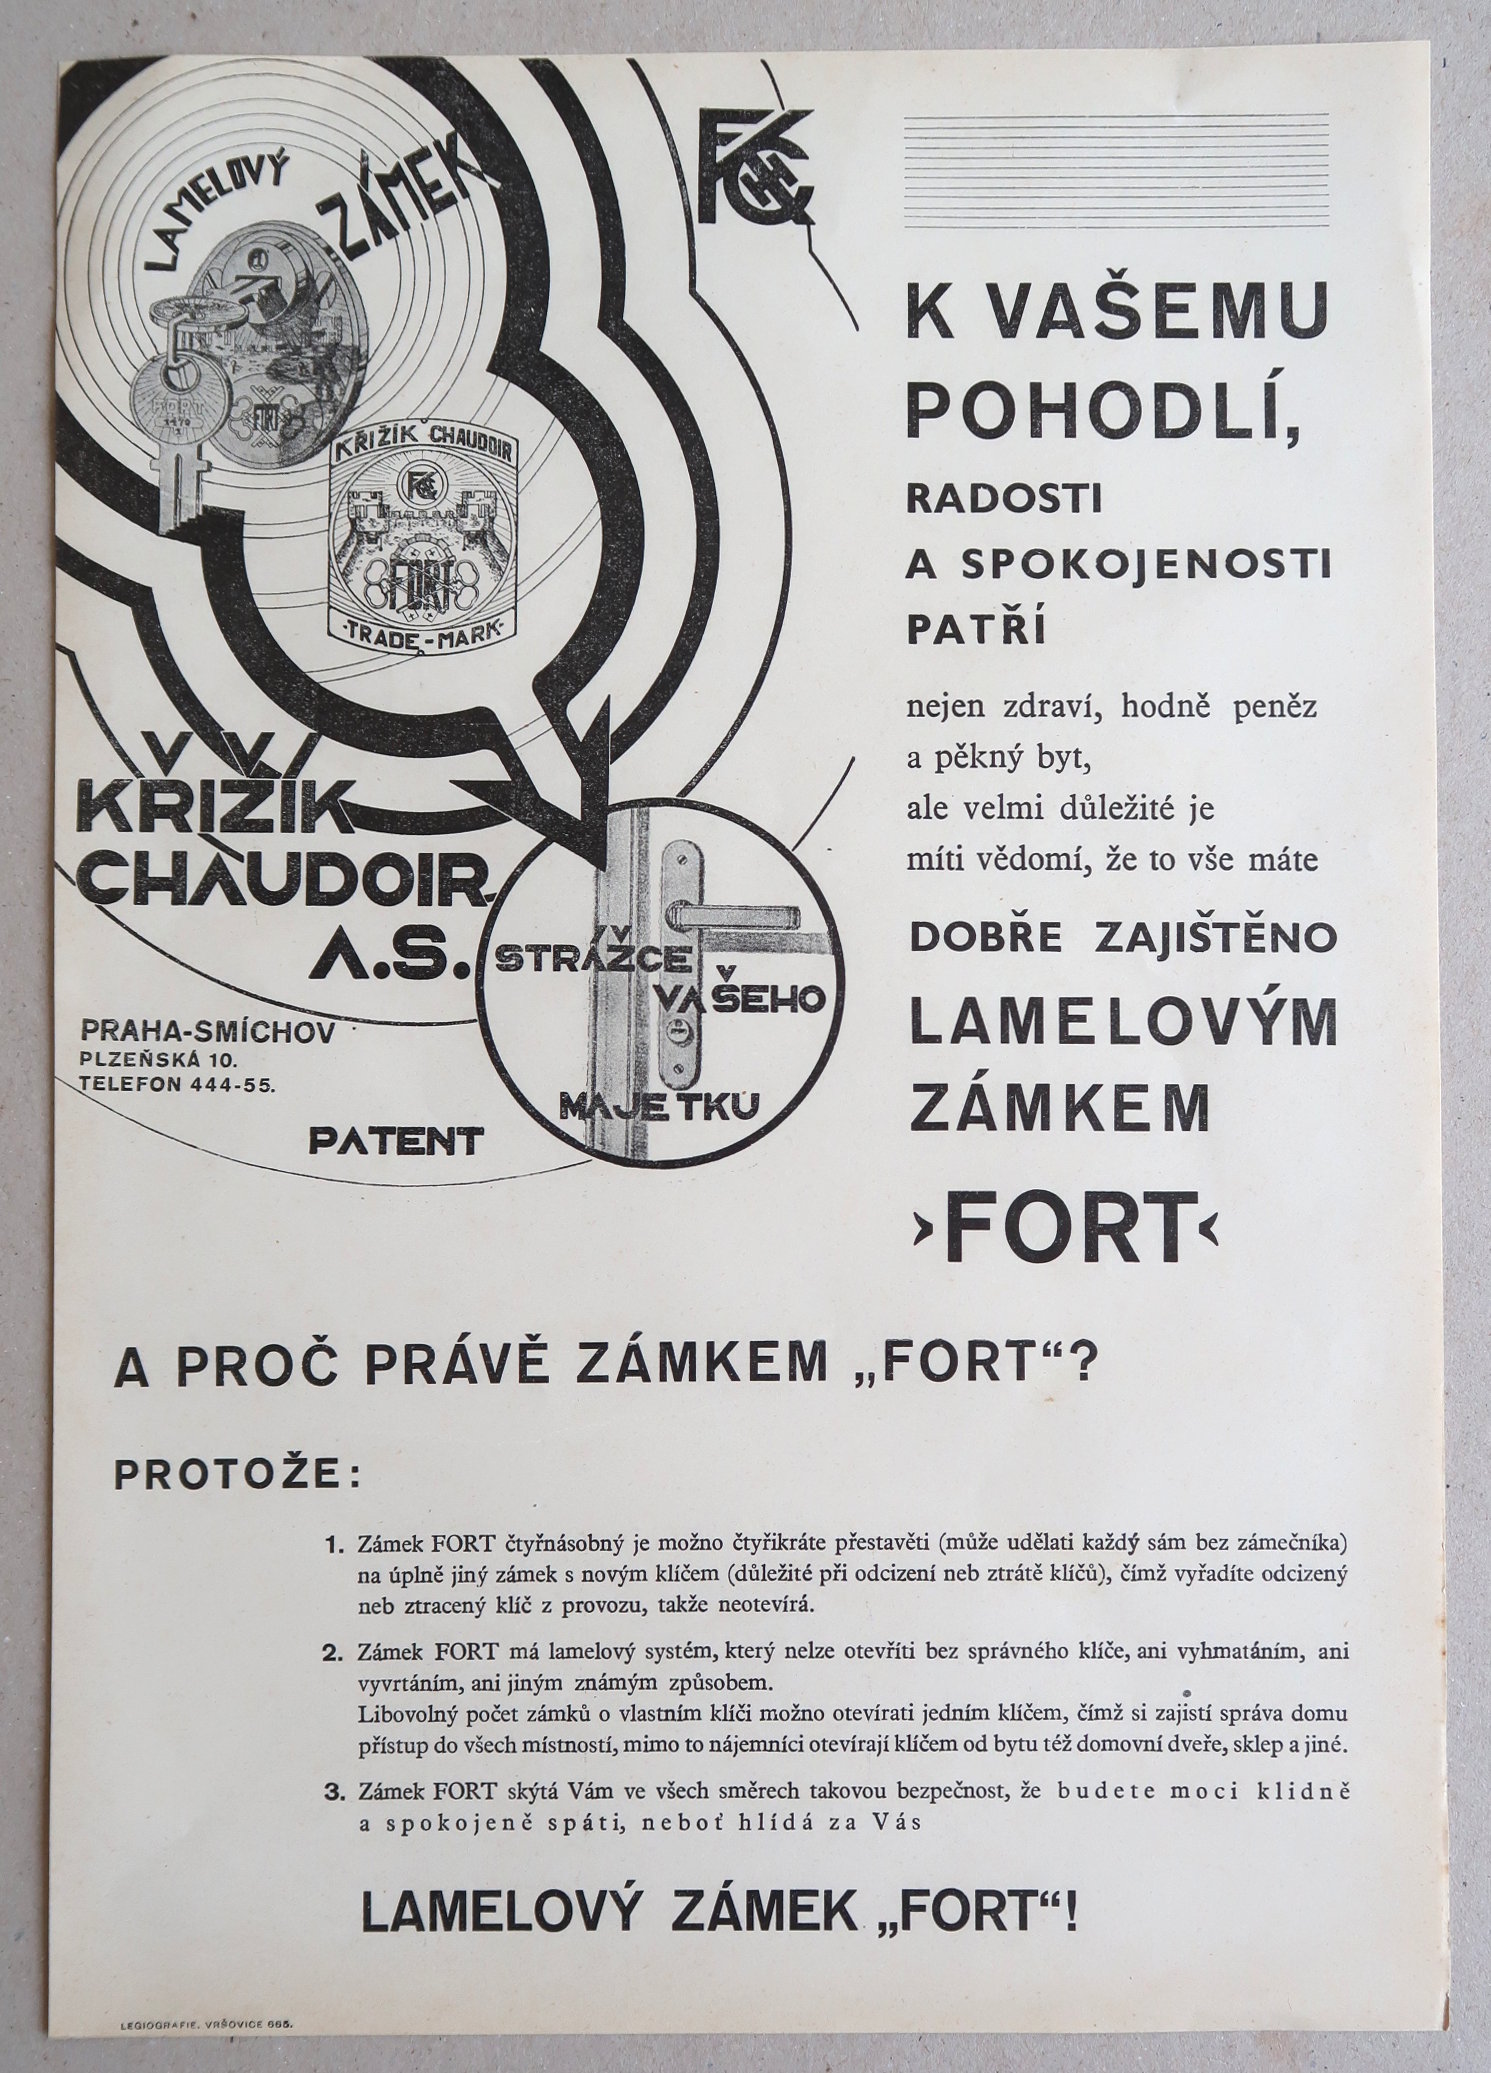 LAMELOVÝ ZÁMEK
FORT
FORT
KŘIŽÍK CHAUDOIR
FORT
·TRADE-MARK·
KŘIŽÍK
CHAUDOIR
A.S.
PRAHA-SMÍCHOV
PLZEŇSKÁ 10.
TELEFON 444-55.
PATENT
STRÁŽCE
VAŠEHO
MAJETKU
K VAŠEMU
POHODLÍ,
RADOSTI
A SPOKOJENOSTI
PATŘÍ
nejen zdraví, hodně peněz
a pěkný byt,
ale velmi důležité je
míti vědomí, že to vše máte
DOBŘE ZAJIŠTĚNO
LAMELOVÝM
ZÁMKEM
›FORT‹
A PROČ PRÁVĚ ZÁMKEM „FORT“?
PROTOŽE:
1. Zámek FORT čtyřnásobný je možno čtyřikráte přestavěti (může udělati každý sám bez zámečníka)
na úplně jiný zámek s novým klíčem (důležité při odcizení neb ztrátě klíčů), čímž vyřadíte odcizený
neb ztracený klíč z provozu, takže neotevírá.
2. Zámek FORT má lamelový systém, který nelze otevříti bez správného klíče, ani vyhmatáním, ani
vyvrtáním, ani jiným známým způsobem.
Libovolný počet zámků o vlastním klíči možno otevírati jedním klíčem, čímž si zajistí správa domu
přístup do všech místností, mimo to nájemníci otevírají klíčem od bytu též domovní dveře, sklep a jiné.
3. Zámek FORT skýtá Vám ve všech směrech takovou bezpečnost, že budete moci klidně
a spokojeně spáti, neboť hlídá za Vás
LAMELOVÝ ZÁMEK „FORT“!
LEGIOGRAFIE, VRŠOVICE 665.